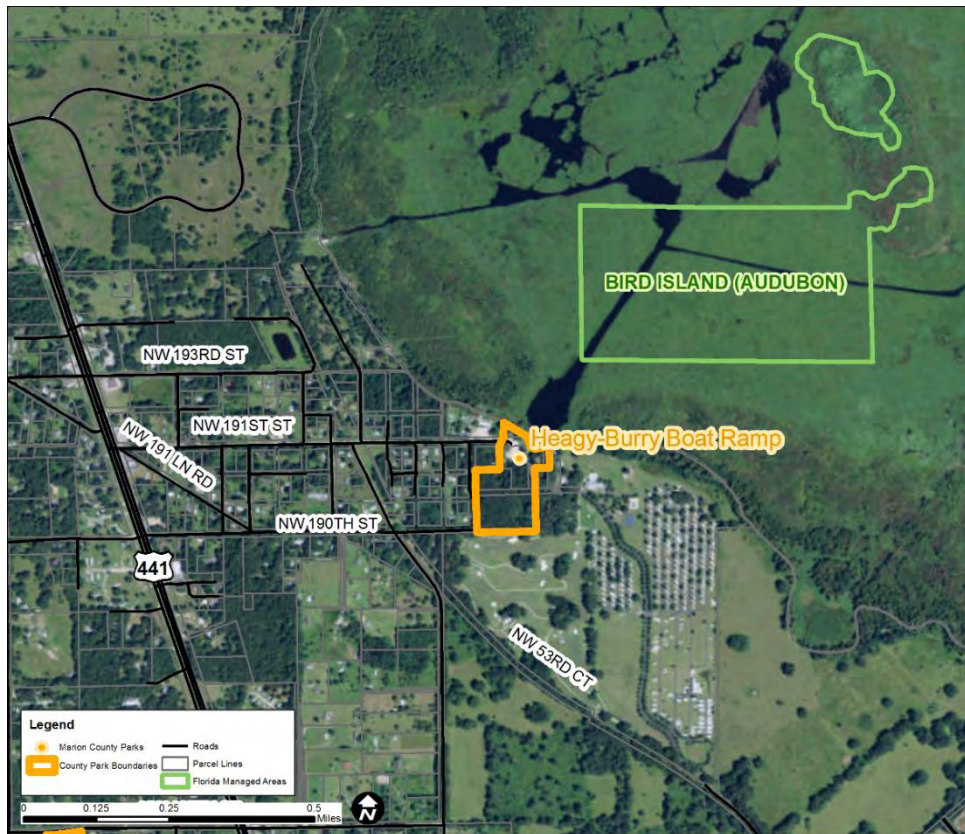 BIRD ISLAND (AUDUBON)
NW 193RD ST
NW 191ST ST
Heagy-Burry Boat Ramp
NW 191 LN RD
NW 190TH ST
441
NW 53RD CT
Legend
Marion County Parks
County Park Boundaries
Roads
Parcel Lines
Florida Managed Areas
0 0.125 0.25 0.5
Miles
N